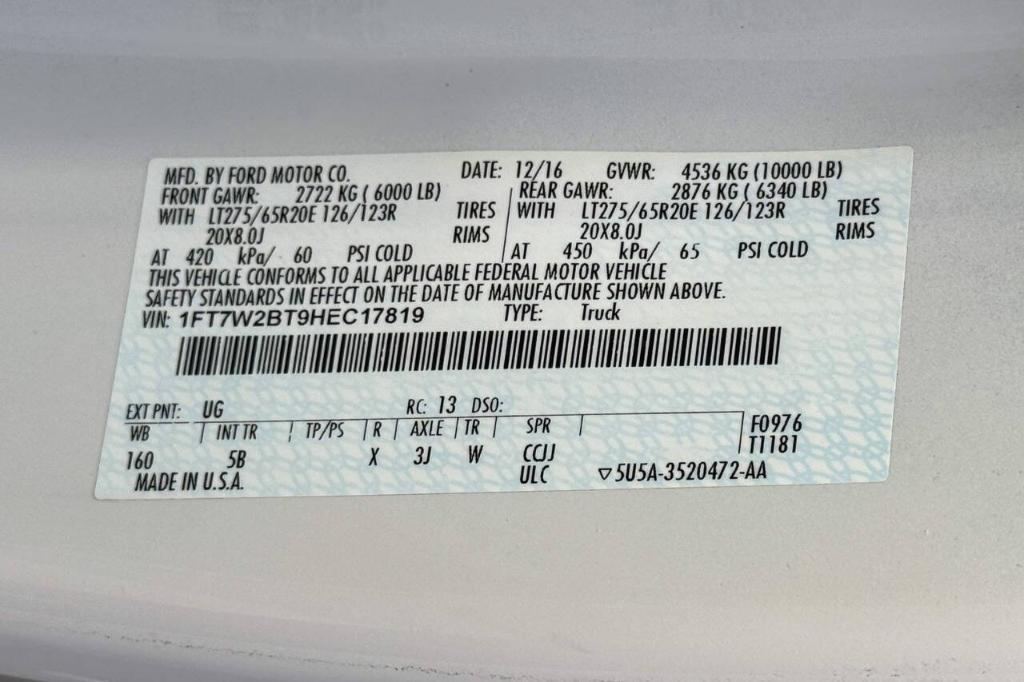 MFD. BY FORD MOTOR CO. DATE: 12/16 GVWR: 4536 KG (10000 LB)
FRONT GAWR: 2722 KG ( 6000 LB) REAR GAWR: 2876 KG ( 6340 LB)
WITH LT275/65R20E 126/123R TIRES WITH LT275/65R20E 126/123R TIRES
20X8.0J RIMS 20X8.0J RIMS
AT 420 kPa/ 60 PSI COLD AT 450 kPa/ 65 PSI COLD
THIS VEHICLE CONFORMS TO ALL APPLICABLE FEDERAL MOTOR VEHICLE
SAFETY STANDARDS IN EFFECT ON THE DATE OF MANUFACTURE SHOWN ABOVE.
VIN: 1FT7W2BT9HEC17819 TYPE: Truck
EXT PNT: UG RC: 13 DSO:
WB INT TR TP/PS R AXLE TR SPR F0976
T1181
160 5B X 3J W CCJJ
MADE IN U.S.A. ULC ▽5U5A-3520472-AA